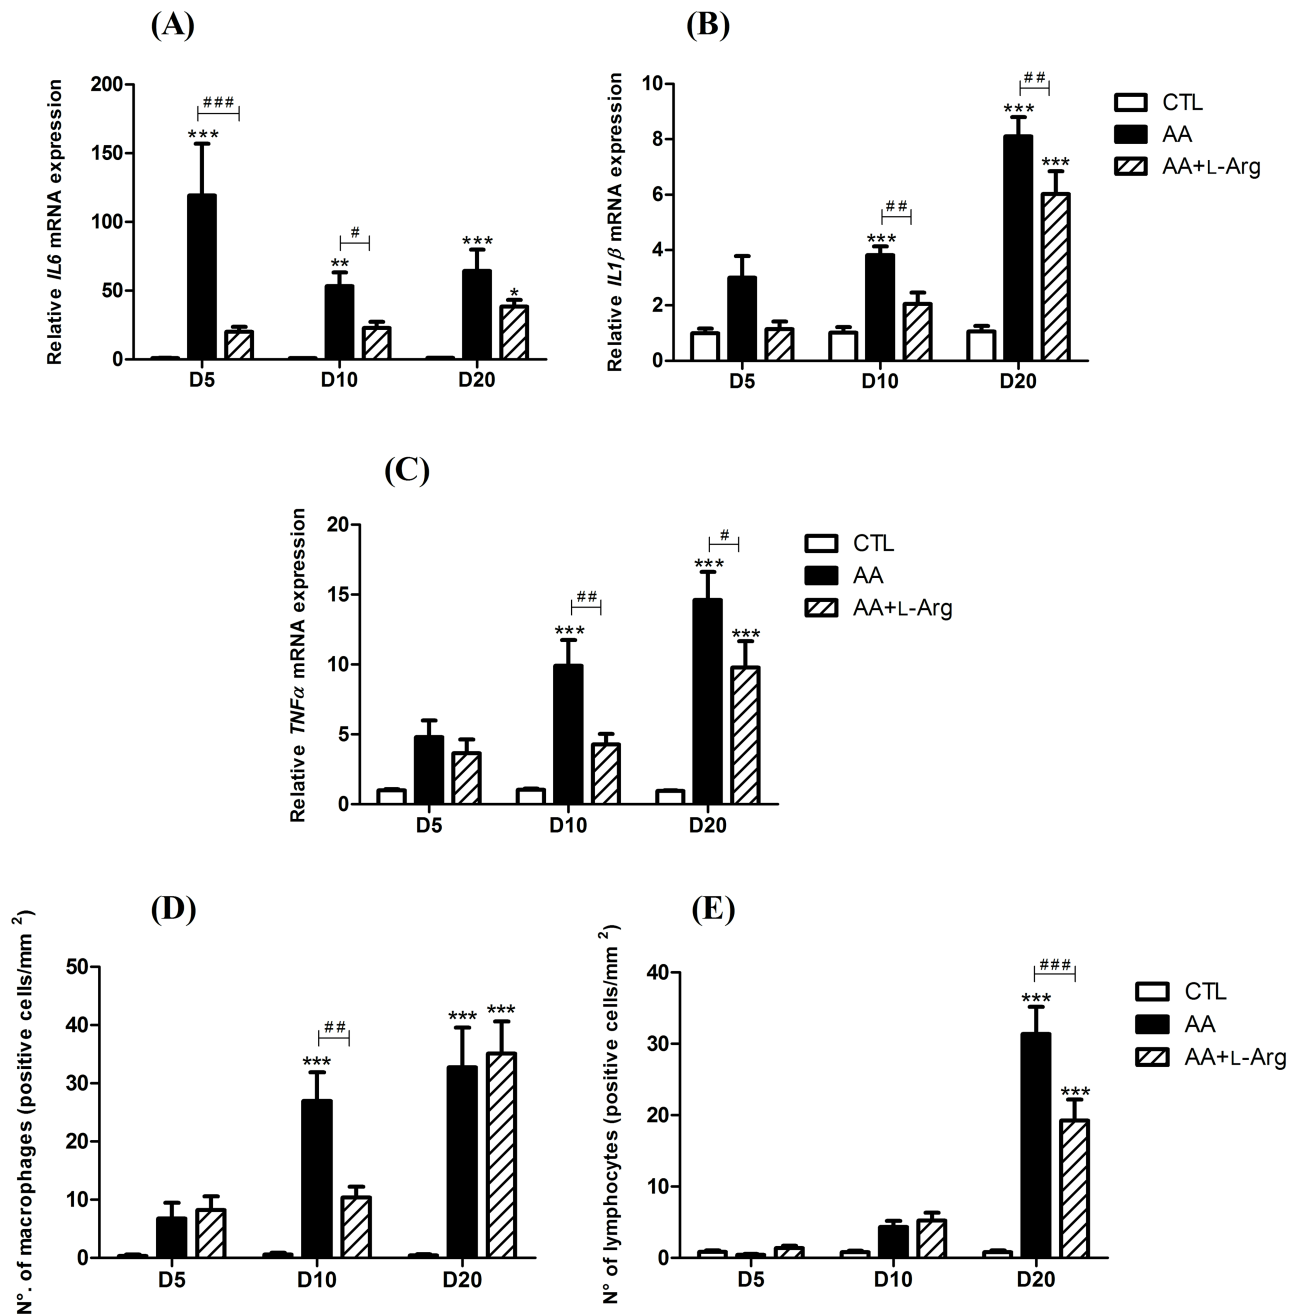 (A)
Relative IL6 mRNA expression
200
150
100
50
0
###
***
**
#
***
*
D5 D10 D20
(B)
Relative IL1β mRNA expression
10
8
6
4
2
0
***
##
***
##
***
D5 D10 D20
CTL
AA
AA+L-Arg
(C)
Relative TNFα mRNA expression
20
15
10
5
0
***
##
***
#
***
D5 D10 D20
CTL
AA
AA+L-Arg
(D)
N°. of macrophages (positive cells/mm 2)
50
40
30
20
10
0
***
##
***
***
D5 D10 D20
(E)
N° of lymphocytes (positive cells/mm 2)
40
30
20
10
0
###
***
***
D5 D10 D20
CTL
AA
AA+L-Arg